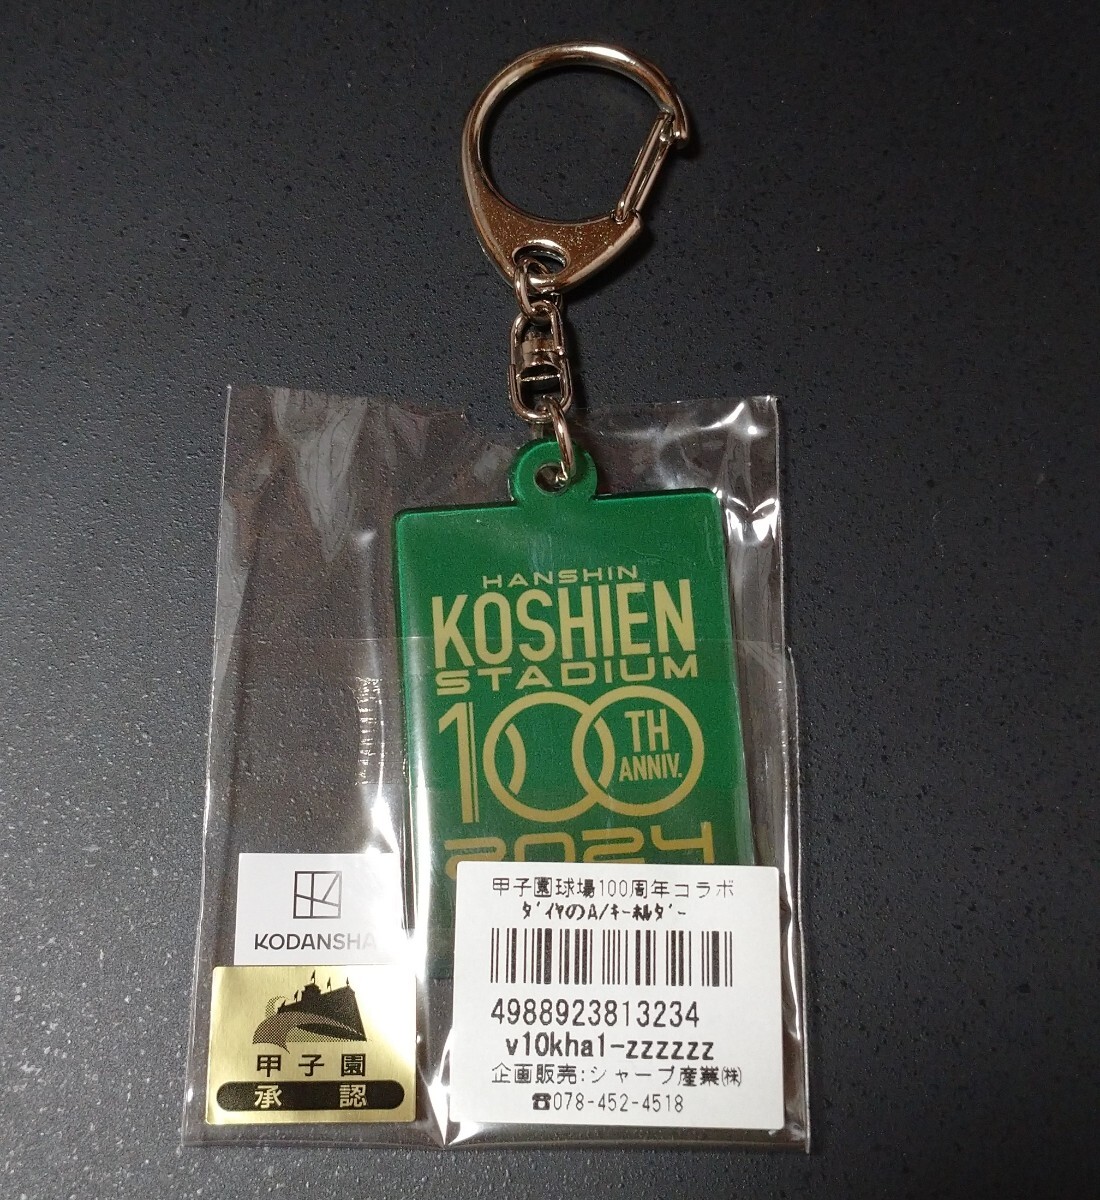 HANSHIN
KOSHIEN
STADIUM
100TH
ANNIV.
2024
KODANSHA
甲子園
承認
甲子園球場100周年コラボ
ﾀﾞｲﾔのA/ｷｰﾎﾙﾀﾞｰ
4988923813234
v10kha1-zzzzzz
企画販売:シャープ産業㈱
☎078-452-4518